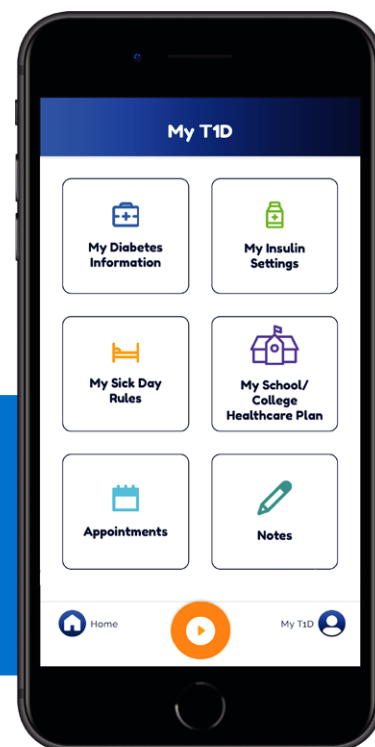 My T1D
My Diabetes
Information
My Insulin
Settings
My Sick Day
Rules
My School/
College
Healthcare Plan
Appointments
Notes
Home
My T1D